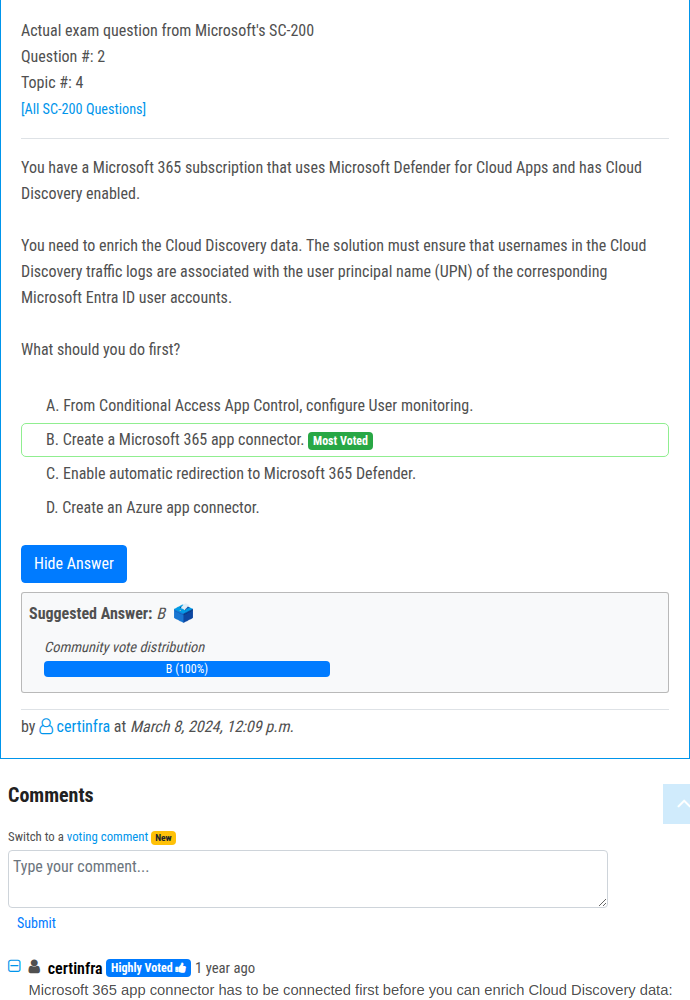 Actual exam question from Microsoft's SC-200
Question #: 2
Topic #: 4
[All SC-200 Questions]
You have a Microsoft 365 subscription that uses Microsoft Defender for Cloud Apps and has Cloud
Discovery enabled.
You need to enrich the Cloud Discovery data. The solution must ensure that usernames in the Cloud
Discovery traffic logs are associated with the user principal name (UPN) of the corresponding
Microsoft Entra ID user accounts.
What should you do first?
A. From Conditional Access App Control, configure User monitoring.
B. Create a Microsoft 365 app connector. Most Voted
C. Enable automatic redirection to Microsoft 365 Defender.
D. Create an Azure app connector.
Hide Answer
Suggested Answer: B
Community vote distribution
B (100%)
by certinfra at March 8, 2024, 12:09 p.m.
Comments
Switch to a voting comment New
Type your comment...
Submit
certinfra Highly Voted 1 year ago
Microsoft 365 app connector has to be connected first before you can enrich Cloud Discovery data: